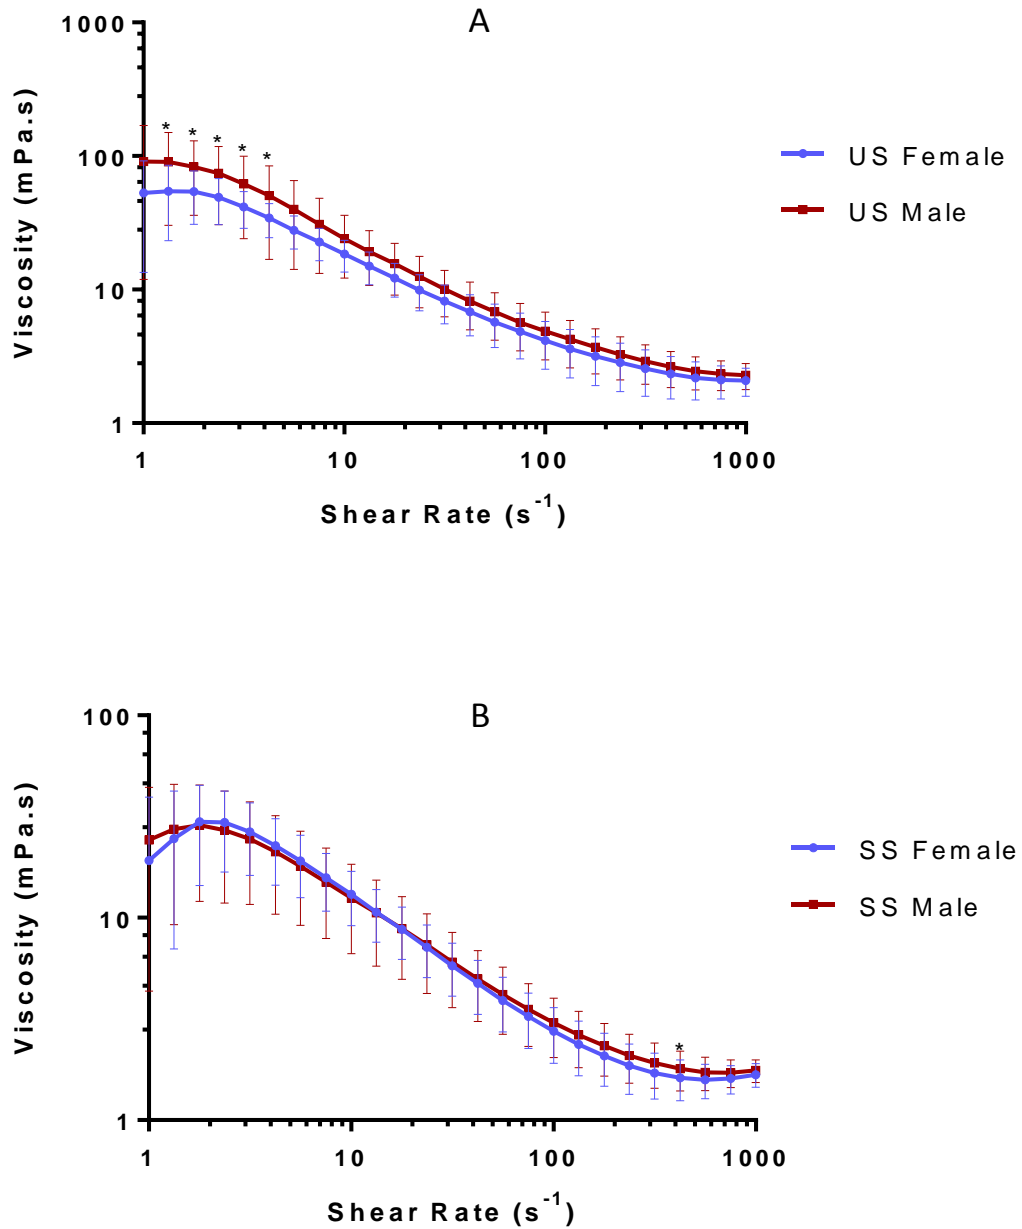 A
1000
100
10
1
Viscosity (mPa.s)
* * * * *
1 10 100 1000
Shear Rate (s⁻¹)
US Female
US Male
B
100
10
1
Viscosity (mPa.s)
*
1 10 100 1000
Shear Rate (s⁻¹)
SS Female
SS Male